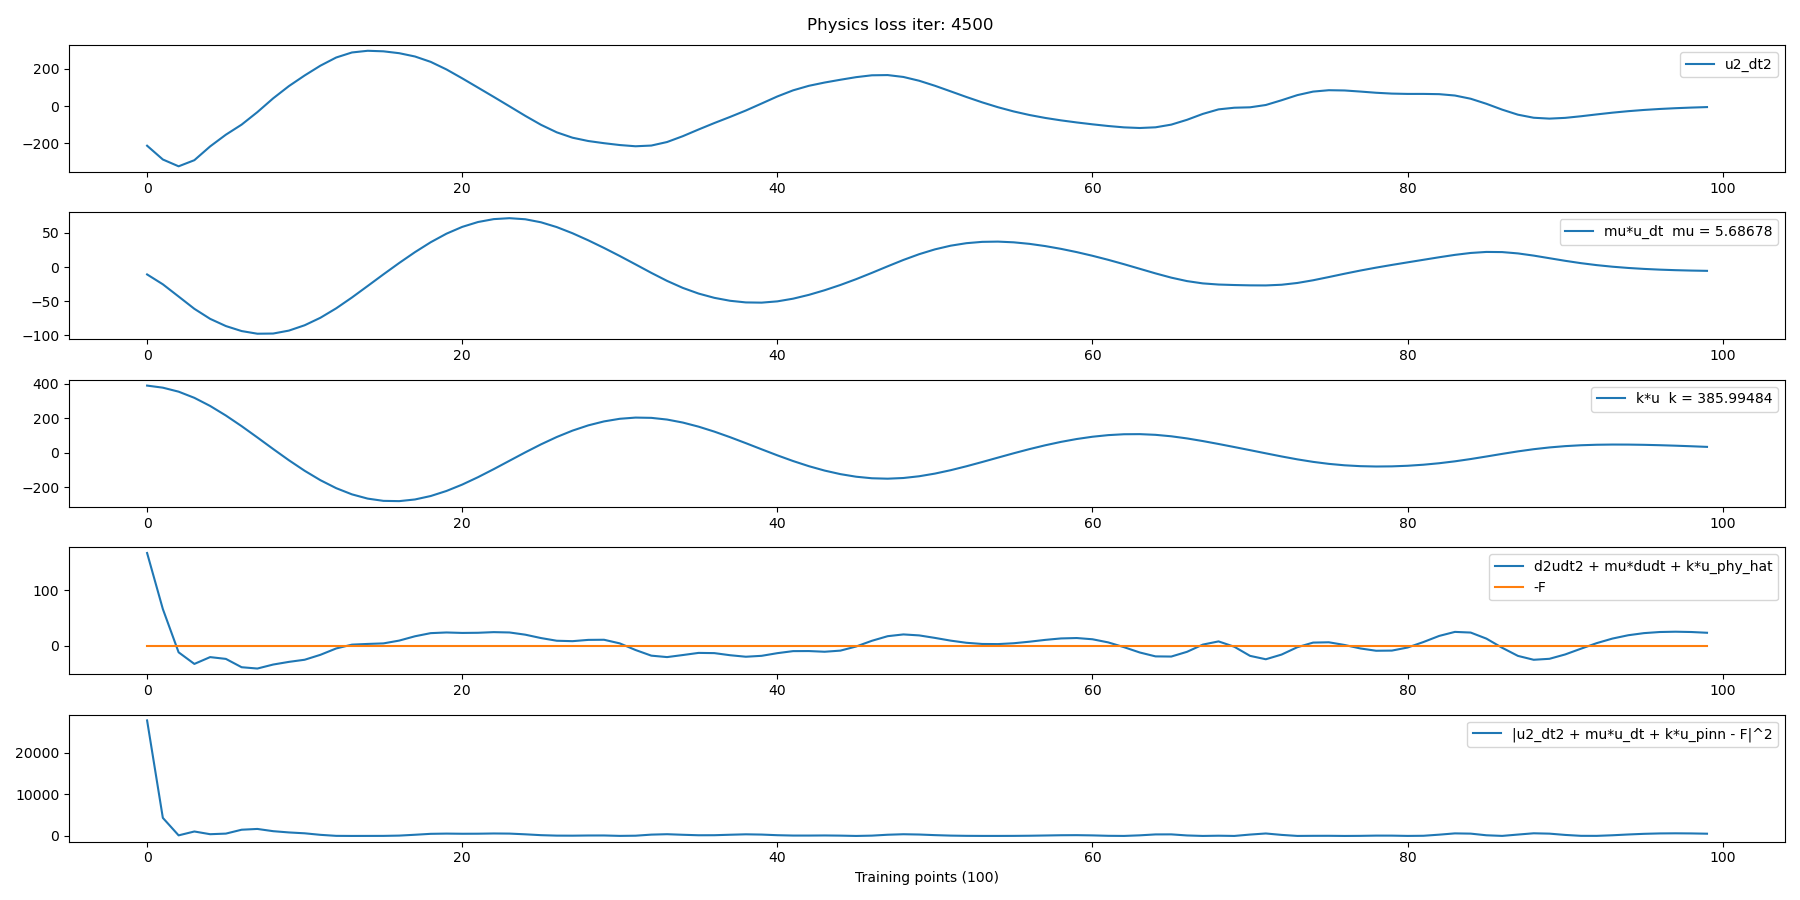 Physics loss iter: 4500
200
0
−200
u2_dt2
0 20 40 60 80 100
50
0
−50
−100
mu*u_dt  mu = 5.68678
0 20 40 60 80 100
400
200
0
−200
k*u  k = 385.99484
0 20 40 60 80 100
100
0
d2udt2 + mu*dudt + k*u_phy_hat
-F
0 20 40 60 80 100
20000
10000
0
|u2_dt2 + mu*u_dt + k*u_pinn - F|^2
0 20 40 60 80 100
Training points (100)